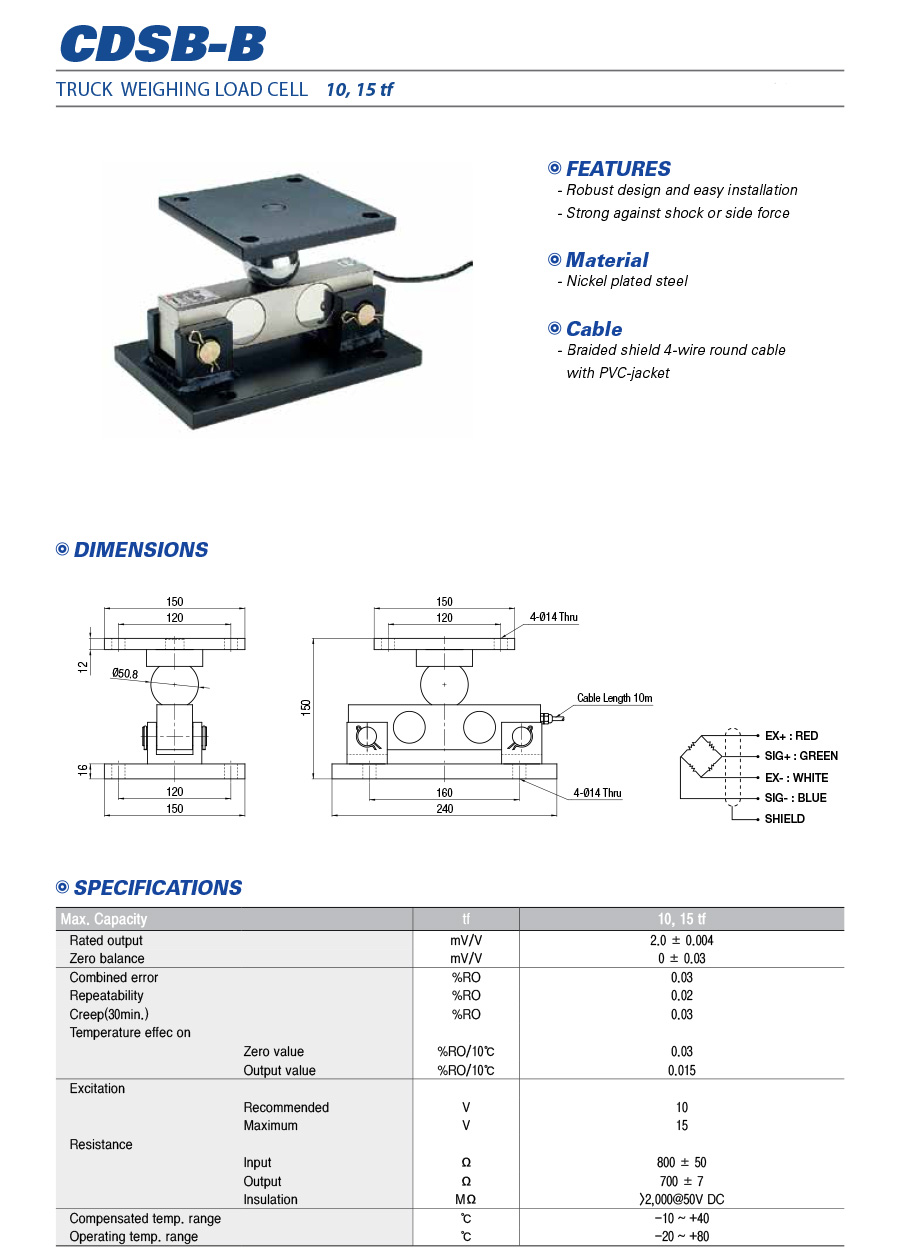 CDSB-B
TRUCK WEIGHING LOAD CELL 10, 15 tf
FEATURES
- Robust design and easy installation
- Strong against shock or side force
Material
- Nickel plated steel
Cable
- Braided shield 4-wire round cable
with PVC-jacket
DIMENSIONS
150
120
12
Ø50.8
16
120
150
150
120
4-Ø14 Thru
150
Cable Length 10m
160
240
4-Ø14 Thru
EX+ : RED
SIG+ : GREEN
EX- : WHITE
SIG- : BLUE
SHIELD
SPECIFICATIONS
Max. Capacity tf 10, 15 tf
Rated output mV/V 2.0 ± 0.004
Zero balance mV/V 0 ± 0.03
Combined error %RO 0.03
Repeatability %RO 0.02
Creep(30min.) %RO 0.03
Temperature effec on
Zero value %RO/10℃ 0.03
Output value %RO/10℃ 0.015
Excitation
Recommended V 10
Maximum V 15
Resistance
Input Ω 800 ± 50
Output Ω 700 ± 7
Insulation MΩ >2,000@50V DC
Compensated temp. range ℃ -10 ~ +40
Operating temp. range ℃ -20 ~ +80